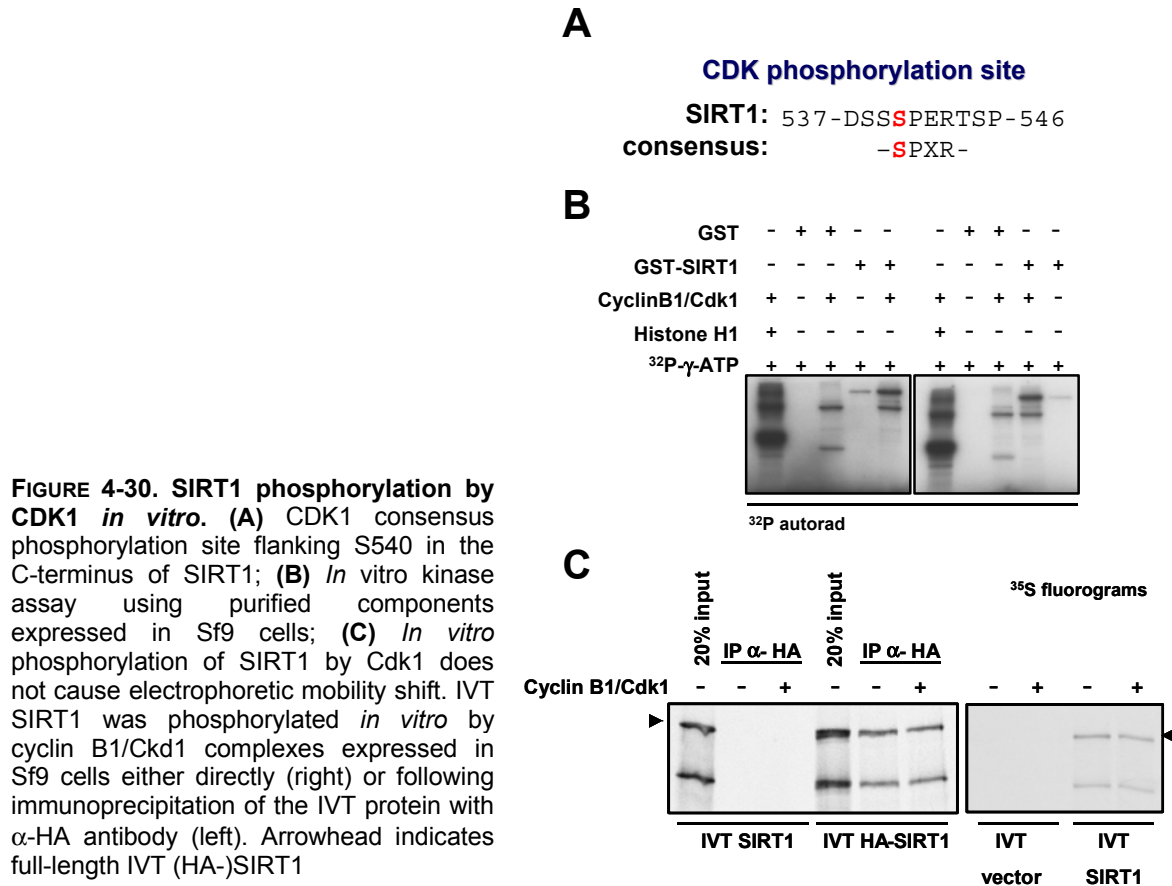 A
CDK phosphorylation site
SIRT1: 537-DSSSPERTSP-546
consensus: –SPXR-
B
GST - + + - - - + + - -
GST-SIRT1 - - - + + - - - + +
CyclinB1/Cdk1 + - + - + + - + + -
Histone H1 + - - - - + - - - -
32P-γ-ATP + + + + + + + + + +
32P autorad
FIGURE 4-30. SIRT1 phosphorylation by
CDK1 in vitro. (A) CDK1 consensus
phosphorylation site flanking S540 in the
C-terminus of SIRT1; (B) In vitro kinase
assay using purified components
expressed in Sf9 cells; (C) In vitro
phosphorylation of SIRT1 by Cdk1 does
not cause electrophoretic mobility shift. IVT
SIRT1 was phosphorylated in vitro by
cyclin B1/Ckd1 complexes expressed in
Sf9 cells either directly (right) or following
immunoprecipitation of the IVT protein with
α-HA antibody (left). Arrowhead indicates
full-length IVT (HA-)SIRT1
C
35S fluorograms
20% input IP α- HA 20% input IP α- HA
Cyclin B1/Cdk1 - - + - - + - + - +
IVT SIRT1 IVT HA-SIRT1 IVT IVT
vector SIRT1